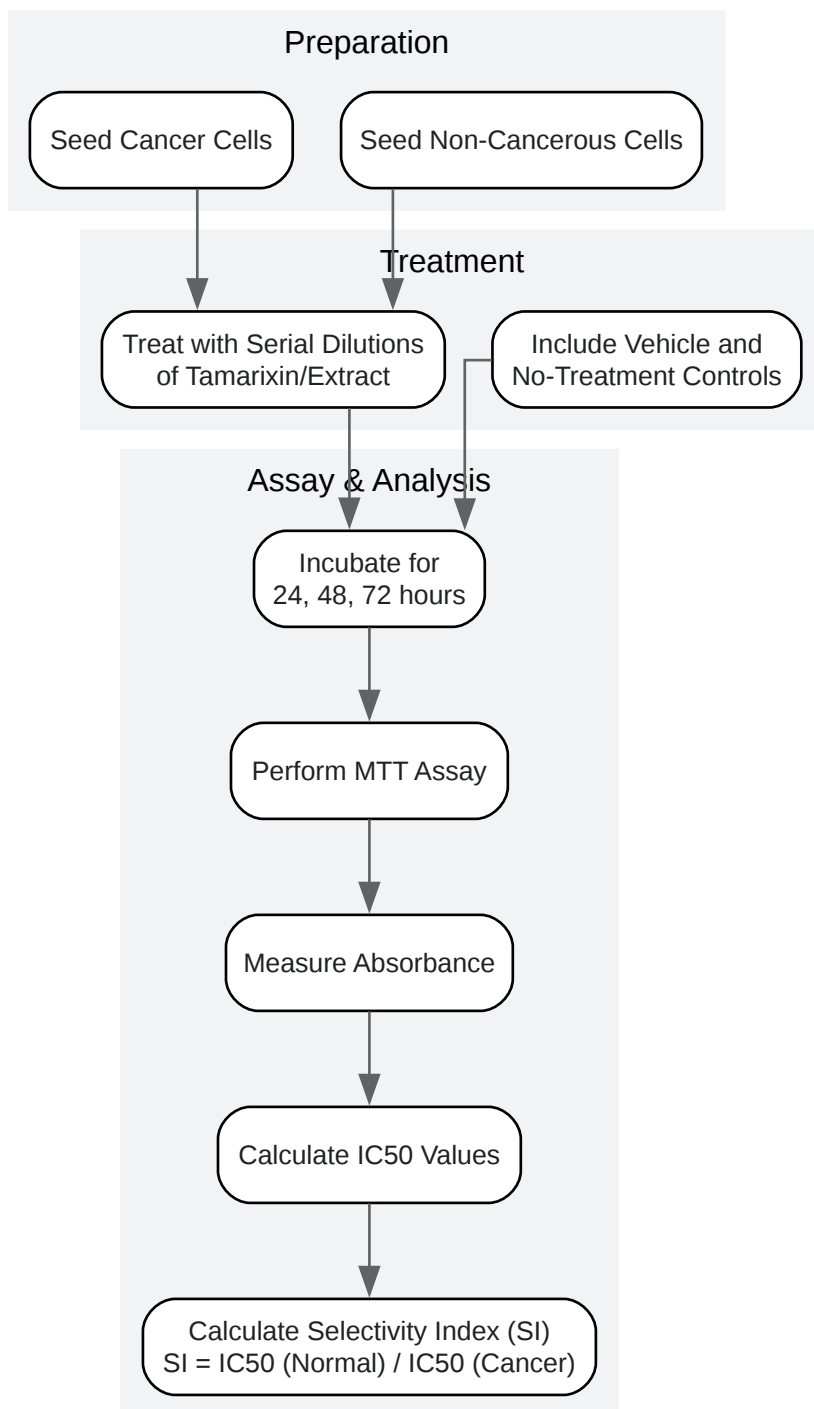 Preparation
Seed Cancer Cells
Seed Non-Cancerous Cells
Treatment
Treat with Serial Dilutions
of Tamarixin/Extract
Include Vehicle and
No-Treatment Controls
Assay & Analysis
Incubate for
24, 48, 72 hours
Perform MTT Assay
Measure Absorbance
Calculate IC50 Values
Calculate Selectivity Index (SI)
SI = IC50 (Normal) / IC50 (Cancer)